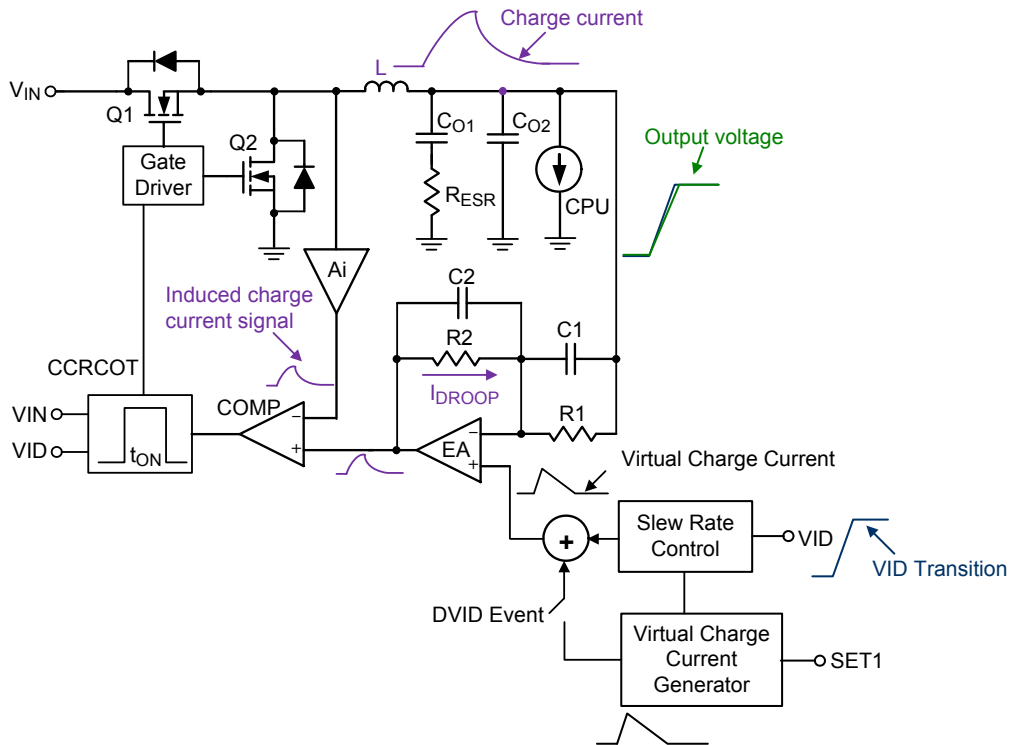 Charge current
L
VIN
Q1
CO1
CO2
Output voltage
Q2
Gate
Driver
RESR
CPU
Ai
C2
Induced charge
current signal
C1
R2
CCRCOT
IDROOP
COMP
R1
VIN
VID
tON
EA
Virtual Charge Current
Slew Rate
Control
VID
VID Transition
DVID Event
Virtual Charge
Current
Generator
SET1